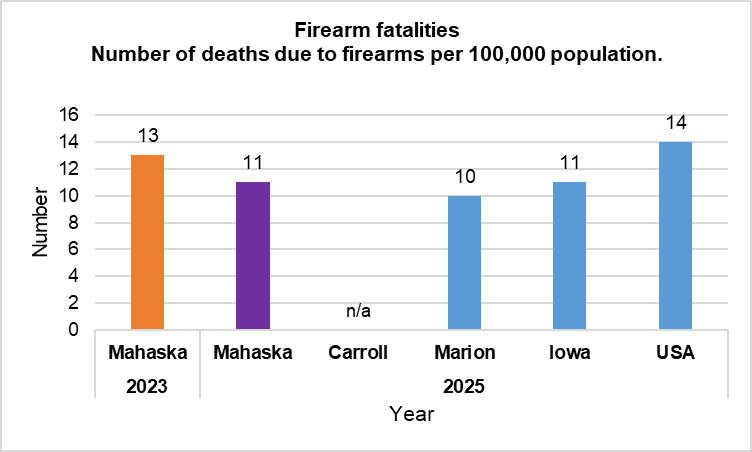 Firearm fatalities
Number of deaths due to firearms per 100,000 population.
16
14
12
10
8
6
4
2
0
Number
13
11
n/a
10
11
14
Mahaska
Mahaska
Carroll
Marion
Iowa
USA
2023
2025
Year